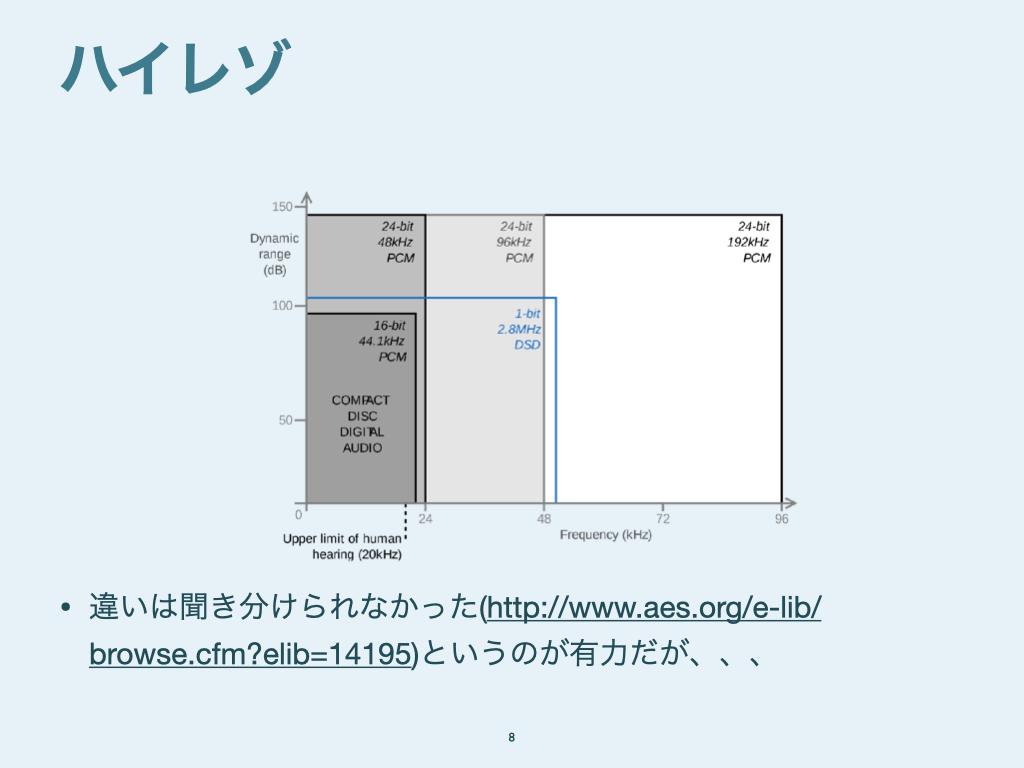 ハイレゾ
150
Dynamic
range
(dB)
100
50
0
24-bit
48kHz
PCM
24-bit
96kHz
PCM
24-bit
192kHz
PCM
16-bit
44.1kHz
PCM
1-bit
2.8MHz
DSD
COMPACT
DISC
DIGITAL
AUDIO
24
48
72
96
Frequency (kHz)
Upper limit of human
hearing (20kHz)
• 違いは聞き分けられなかった(http://www.aes.org/e-lib/
browse.cfm?elib=14195)というのが有力だが、、、
8